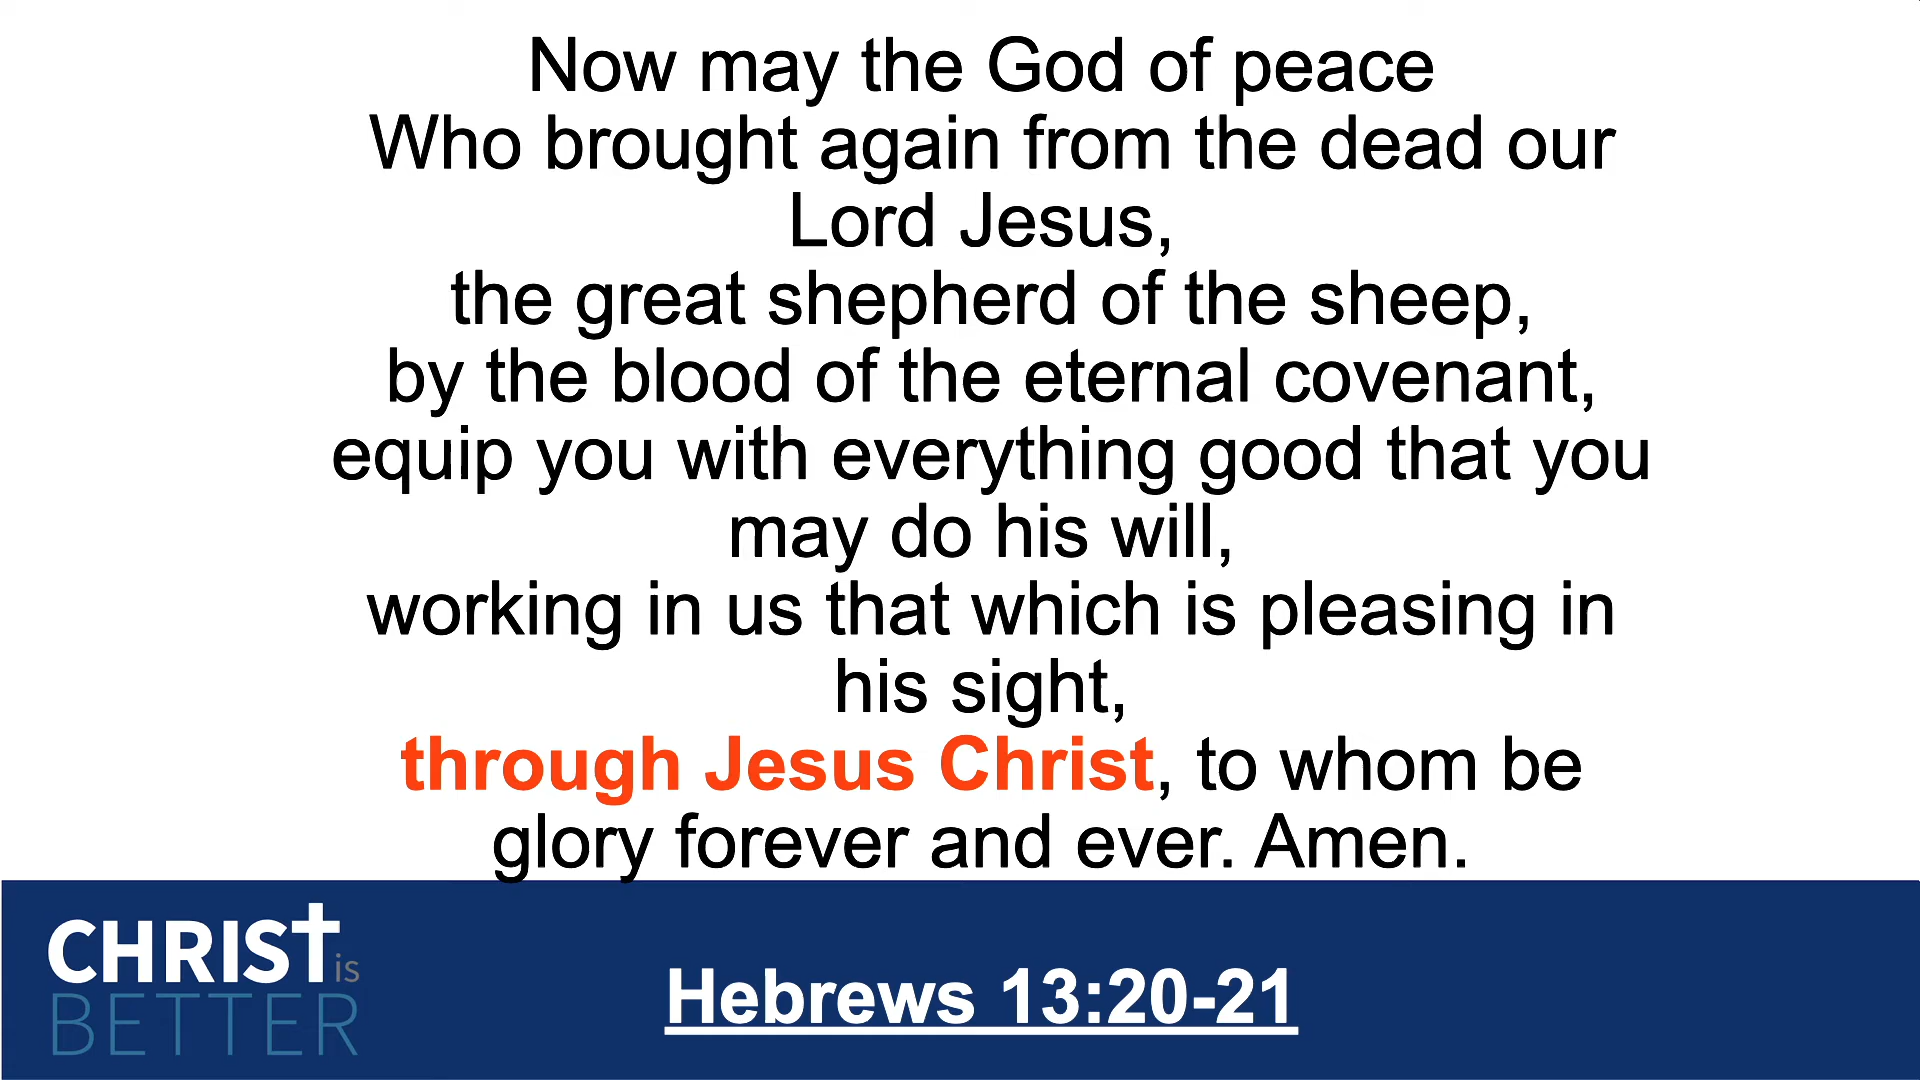 Now may the God of peace
Who brought again from the dead our
Lord Jesus,
the great shepherd of the sheep,
by the blood of the eternal covenant,
equip you with everything good that you
may do his will,
working in us that which is pleasing in
his sight,
through Jesus Christ, to whom be
glory forever and ever. Amen.
CHRIST is
BETTER
Hebrews 13:20-21